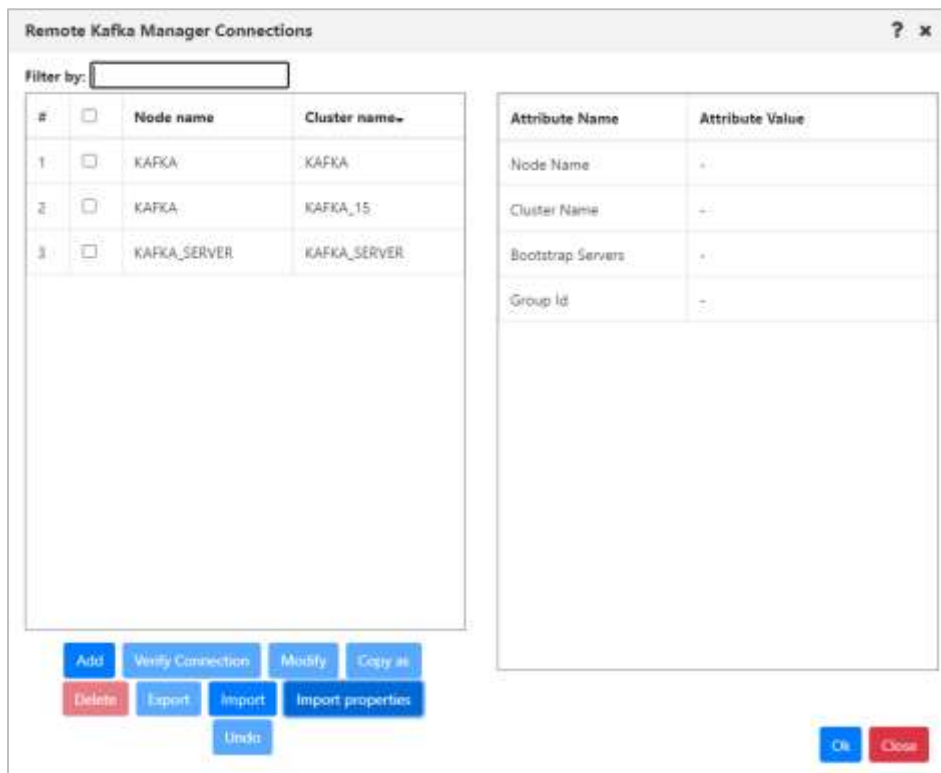 Remote Kafka Manager Connections ? ×
Filter by:
# Node name Cluster name
1 KAFKA KAFKA
2 KAFKA KAFKA_15
3 KAFKA_SERVER KAFKA_SERVER
Attribute Name Attribute Value
Node Name -
Cluster Name -
Bootstrap Servers -
Group Id -
Add Verify Connection Modify Copy as
Delete Export Import Import properties
Undo
Ok Close